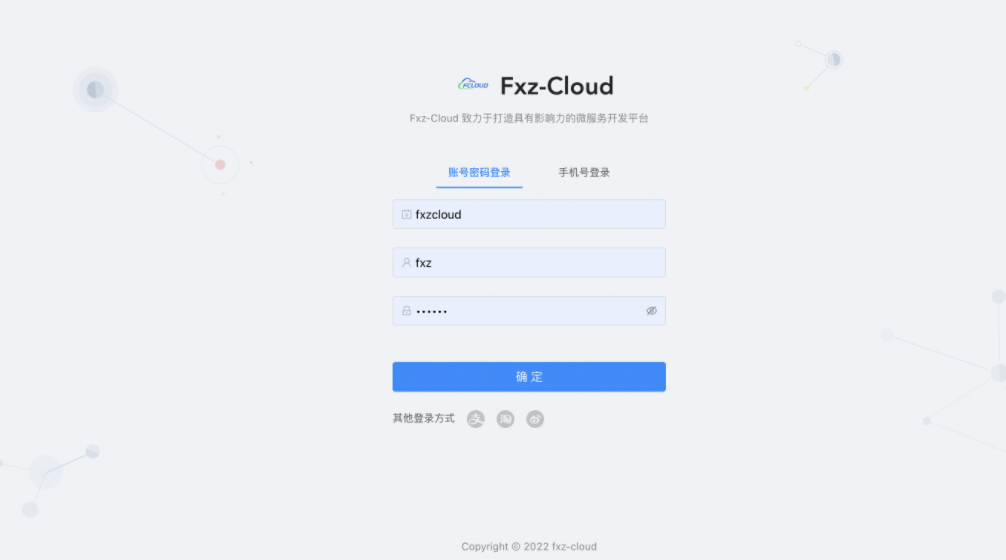 FCLOUD Fxz-Cloud
Fxz-Cloud 致力于打造具有影响力的微服务开发平台
账号密码登录 手机号登录
fxzcloud
fxz
••••••
确 定
其他登录方式 支 淘
Copyright © 2022 fxz-cloud